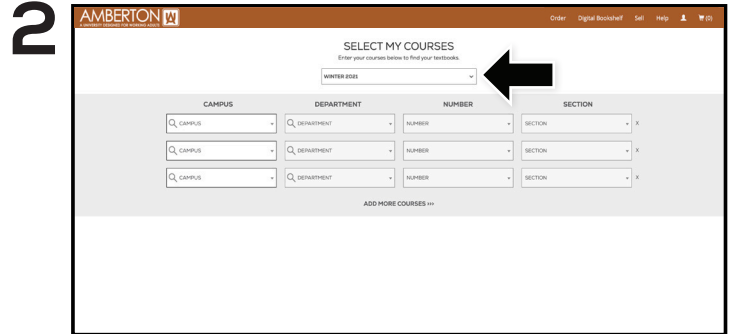 2
AMBERTON
A UNIVERSITY DESIGNED FOR WORKING ADULTS
Order Digital Bookshelf Sell Help (0)
SELECT MY COURSES
Enter your courses below to find your textbooks.
WINTER 2021
CAMPUS DEPARTMENT NUMBER SECTION
CAMPUS DEPARTMENT NUMBER SECTION X
CAMPUS DEPARTMENT NUMBER SECTION X
CAMPUS DEPARTMENT NUMBER SECTION X
ADD MORE COURSES >>>